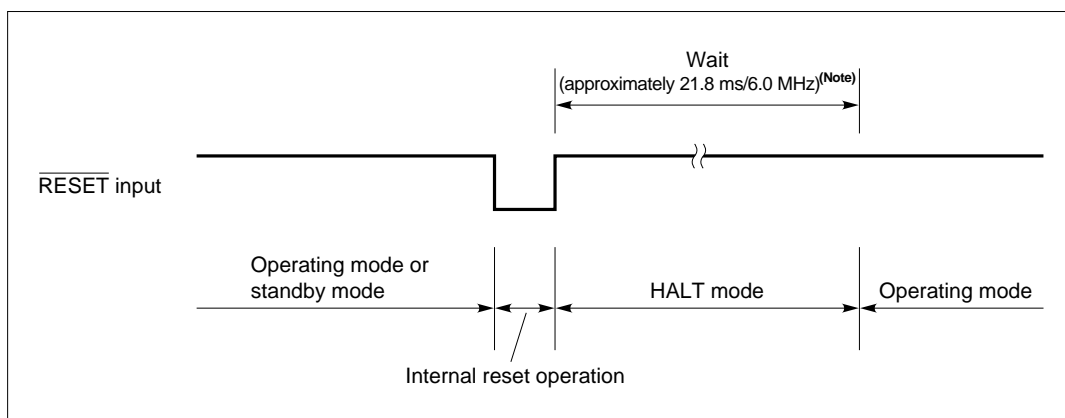 Wait
(approximately 21.8 ms/6.0 MHz)(Note)
RESET input
Operating mode or
standby mode
HALT mode
Operating mode
Internal reset operation